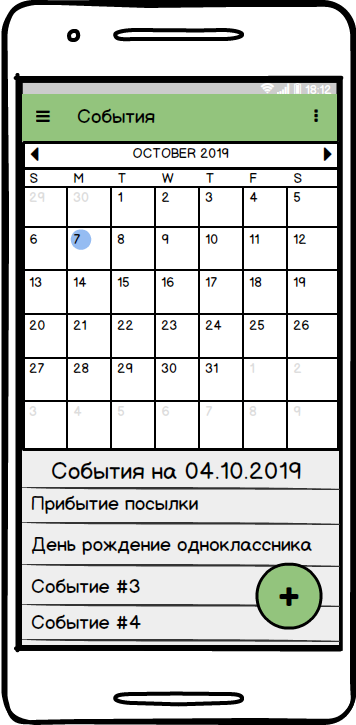 18:12
События
OCTOBER 2019
S M T W T F S
29 30 1 2 3 4 5
6 7 8 9 10 11 12
13 14 15 16 17 18 19
20 21 22 23 24 25 26
27 28 29 30 31 1 2
3 4 5 6 7 8 9
События на 04.10.2019
Прибытие посылки
День рождение одноклассника
Событие #3
Событие #4